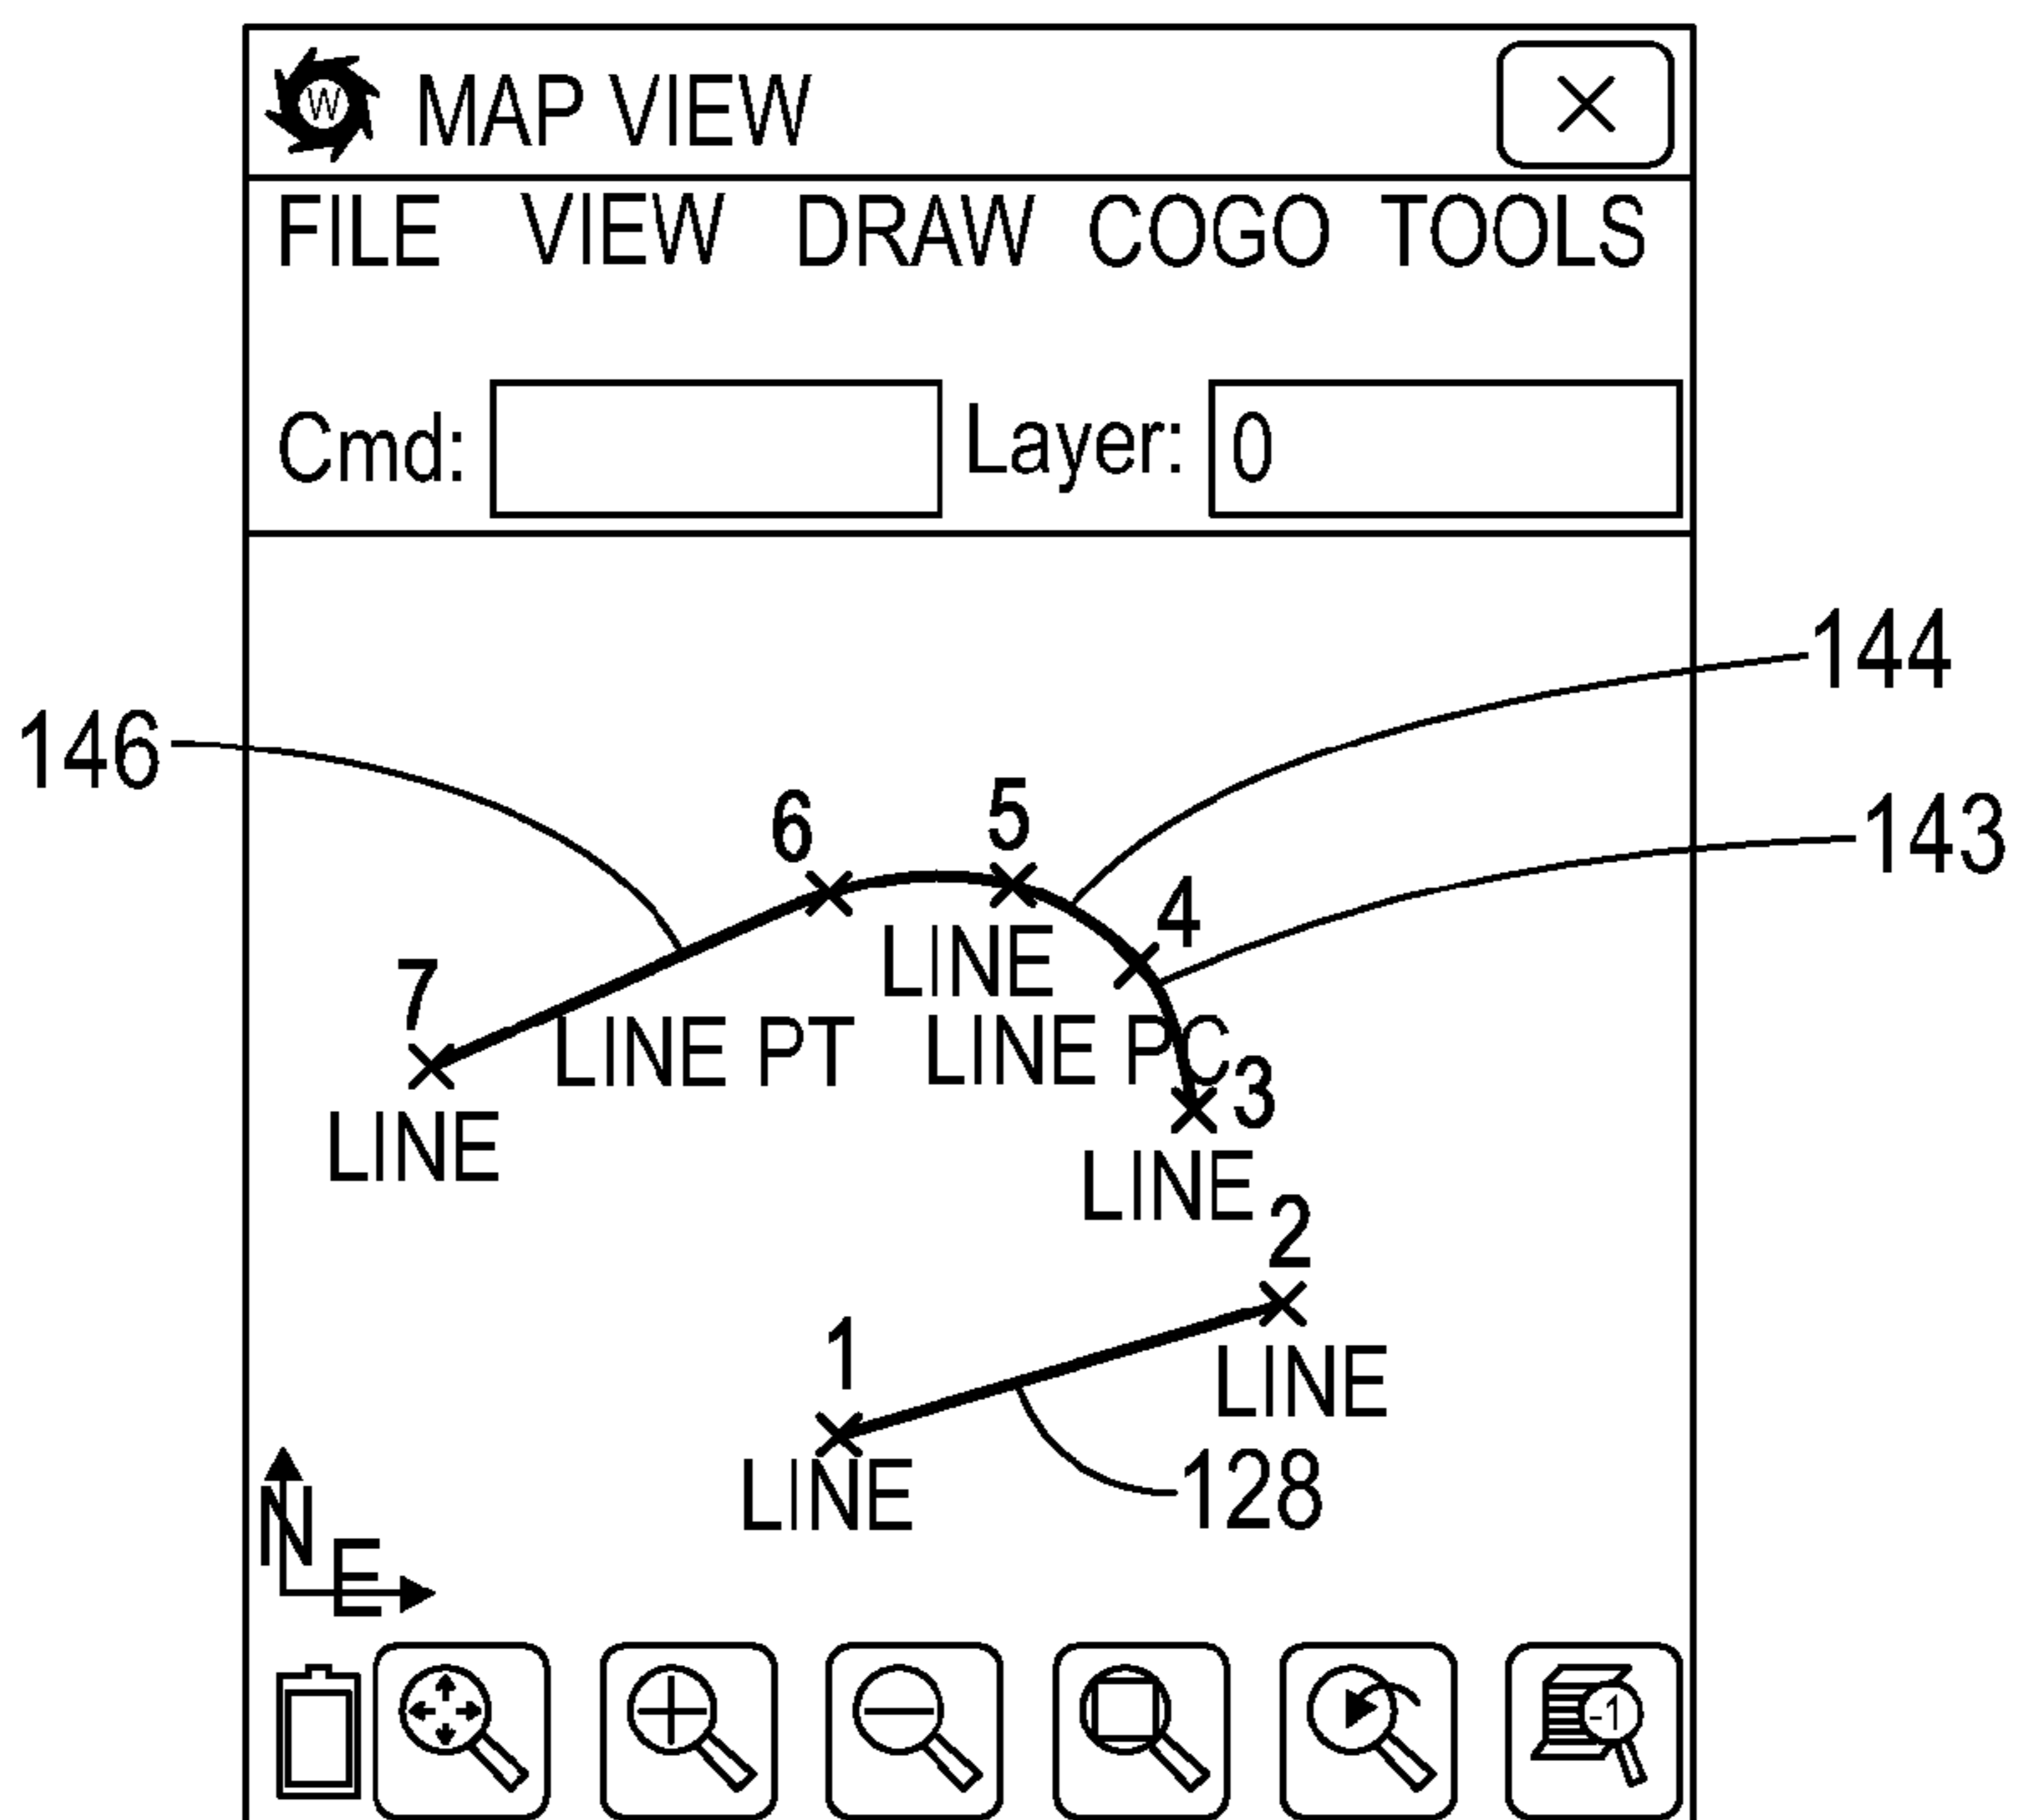 W MAP VIEW
FILE VIEW DRAW COGO TOOLS
Cmd: Layer: 0
144
146
143
6 5
4
LINE
7
LINE PT LINE PC
3
LINE
LINE
2
1
LINE
LINE
128
N
E
-1